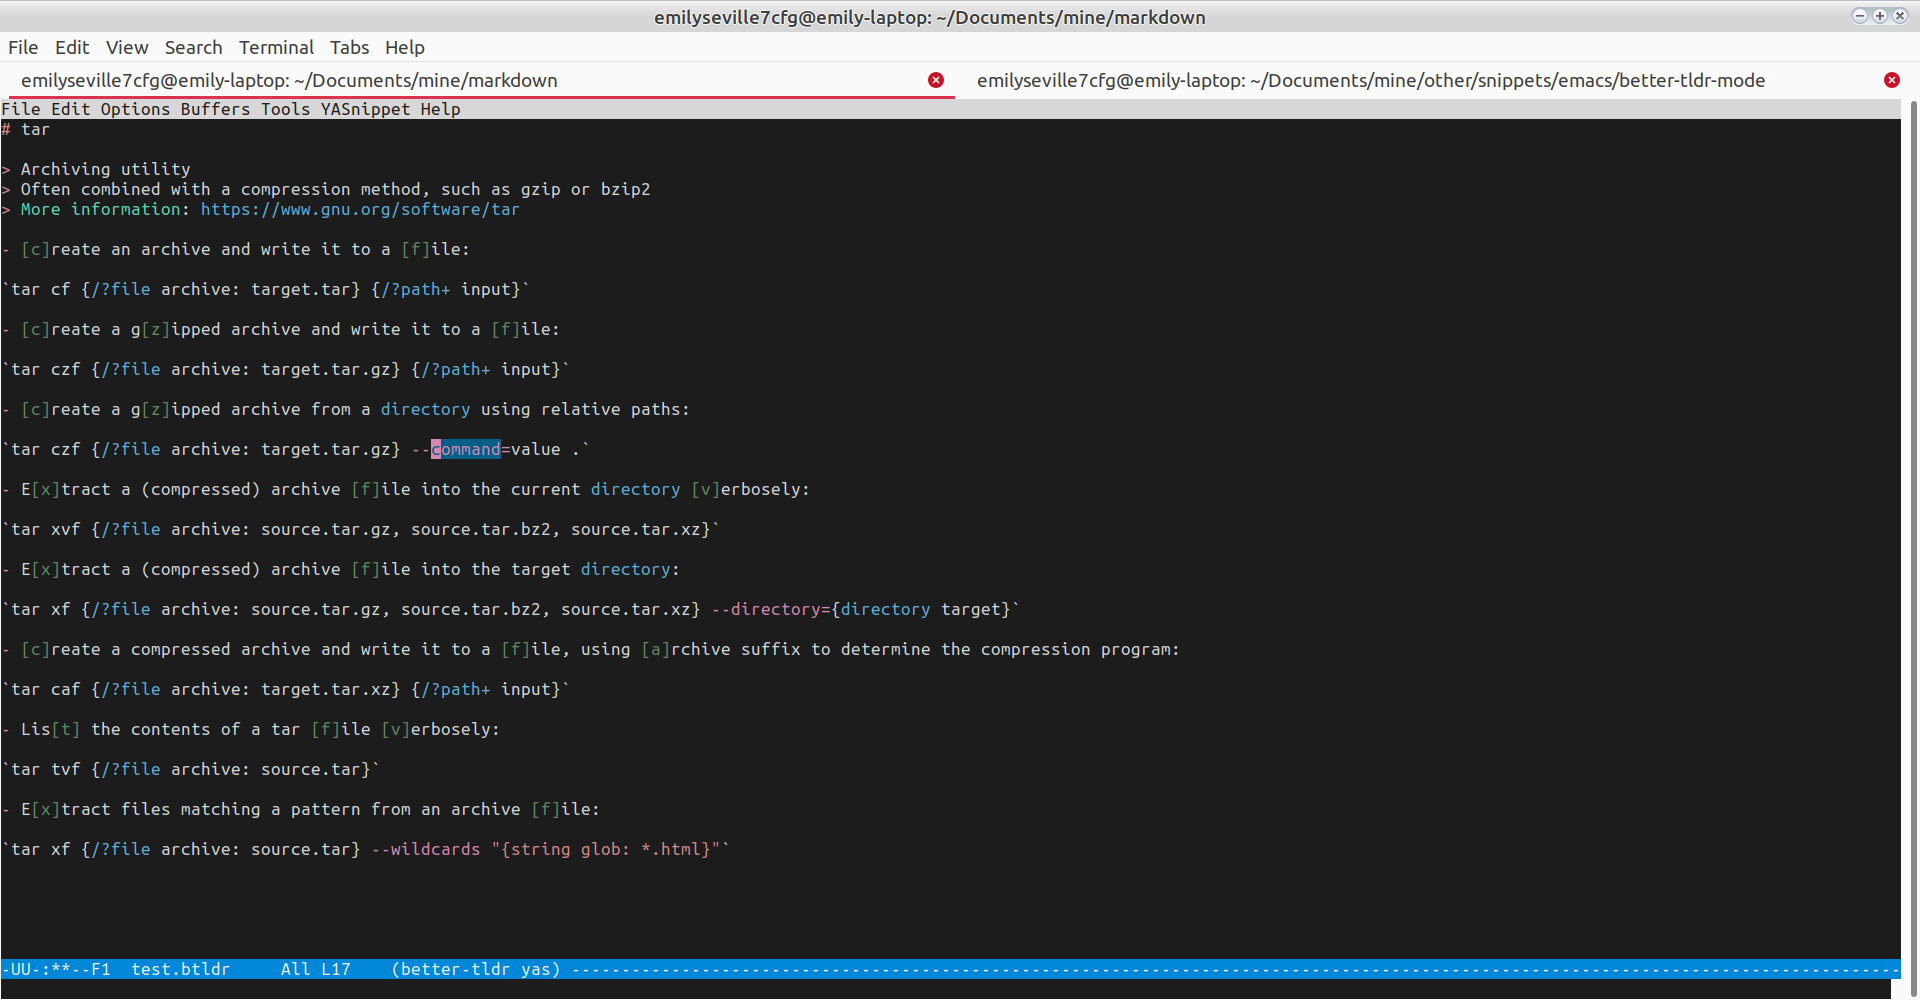 emilyseville7cfg@emily-laptop: ~/Documents/mine/markdown
File Edit View Search Terminal Tabs Help
emilyseville7cfg@emily-laptop: ~/Documents/mine/markdown
emilyseville7cfg@emily-laptop: ~/Documents/mine/other/snippets/emacs/better-tldr-mode
File Edit Options Buffers Tools YASnippet Help
# tar
> Archiving utility
> Often combined with a compression method, such as gzip or bzip2
> More information: https://www.gnu.org/software/tar
- [c]reate an archive and write it to a [f]ile:
`tar cf {/?file archive: target.tar} {/?path+ input}`
- [c]reate a g[z]ipped archive and write it to a [f]ile:
`tar czf {/?file archive: target.tar.gz} {/?path+ input}`
- [c]reate a g[z]ipped archive from a directory using relative paths:
`tar czf {/?file archive: target.tar.gz} --command=value .`
- E[x]tract a (compressed) archive [f]ile into the current directory [v]erbosely:
`tar xvf {/?file archive: source.tar.gz, source.tar.bz2, source.tar.xz}`
- E[x]tract a (compressed) archive [f]ile into the target directory:
`tar xf {/?file archive: source.tar.gz, source.tar.bz2, source.tar.xz} --directory={directory target}`
- [c]reate a compressed archive and write it to a [f]ile, using [a]rchive suffix to determine the compression program:
`tar caf {/?file archive: target.tar.xz} {/?path+ input}`
- Lis[t] the contents of a tar [f]ile [v]erbosely:
`tar tvf {/?file archive: source.tar}`
- E[x]tract files matching a pattern from an archive [f]ile:
`tar xf {/?file archive: source.tar} --wildcards "{string glob: *.html}"`
-UU-:**--F1  test.btldr     All L17    (better-tldr yas) -------------------------------------------------------------------------------------------------------------------------------------